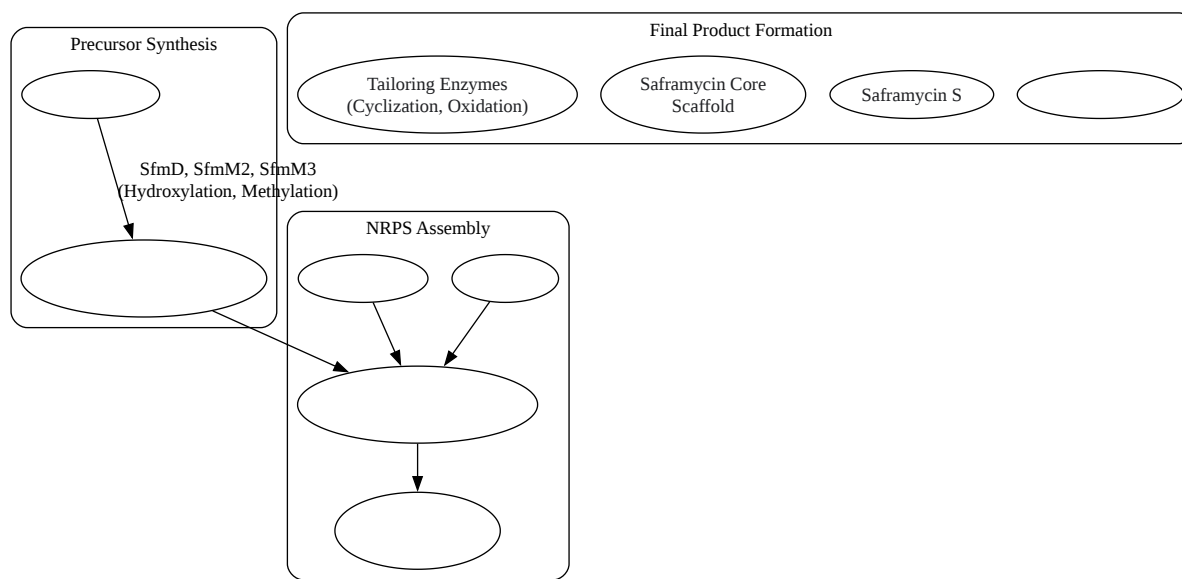 Precursor Synthesis
Final Product Formation
Tailoring Enzymes
(Cyclization, Oxidation)
Saframycin Core
Scaffold
Saframycin S
SfmD, SfmM2, SfmM3
(Hydroxylation, Methylation)
NRPS Assembly